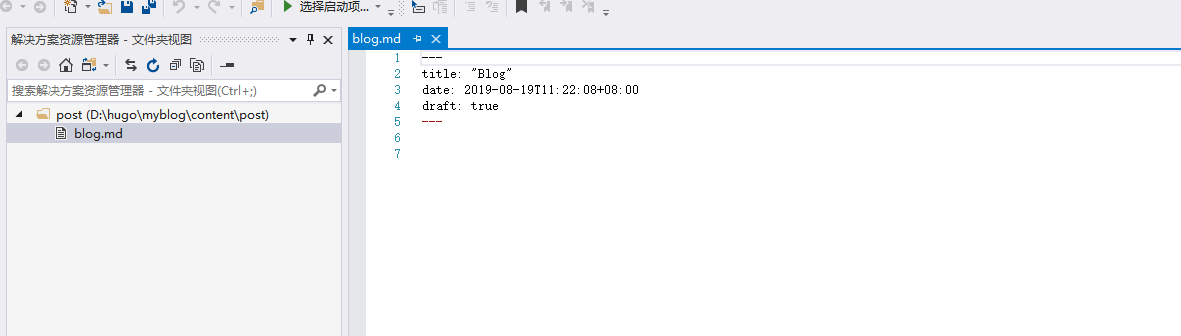 选择启动项...
解决方案资源管理器 - 文件夹视图
搜索解决方案资源管理器 - 文件夹视图(Ctrl+;)
post (D:\hugo\myblog\content\post)
blog.md
blog.md
1 ---
2 title: "Blog"
3 date: 2019-08-19T11:22:08+08:00
4 draft: true
5 ---
6
7